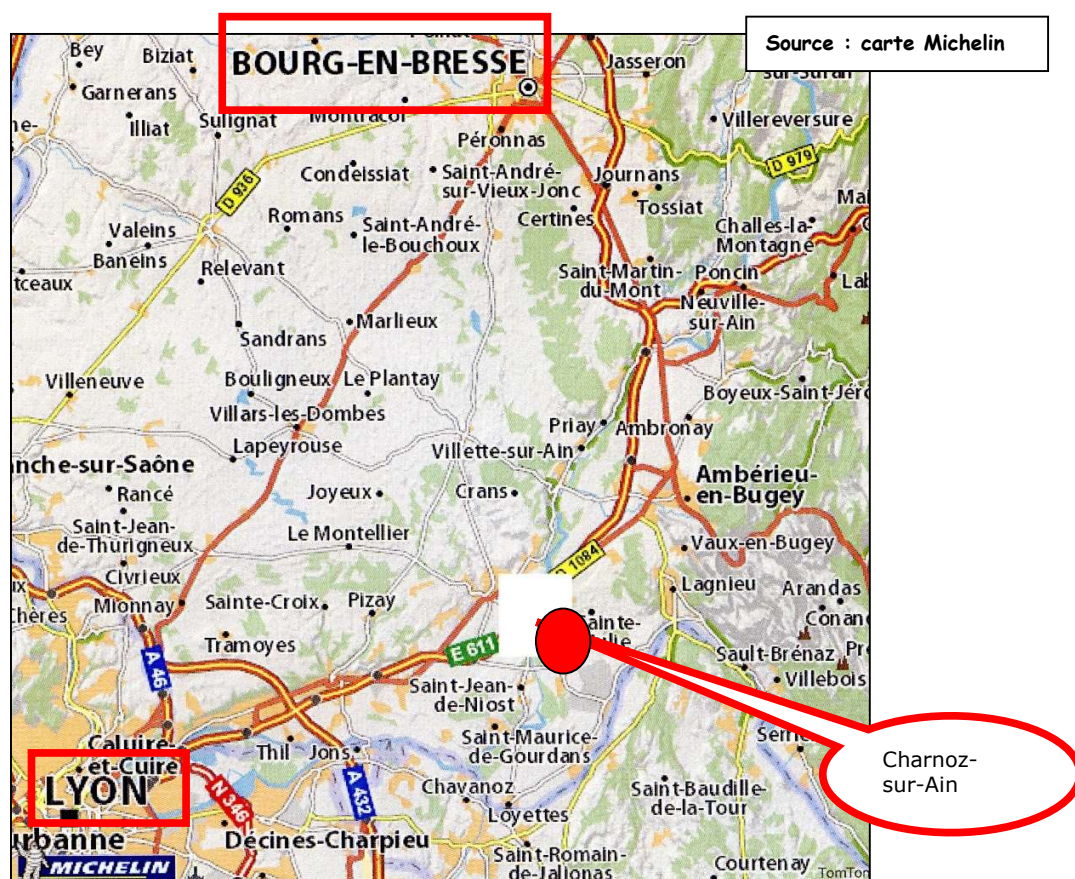 Source : carte Michelin
BOURG-EN-BRESSE
Bey
Biziat
Jasseron
Garnerans
Illiat
Sulignat
Montracol
Villereversure
Péronnas
D 979
D 936
Condeissiat
Saint-André-
sur-Vieux-Jonc
Journans
Tossiat
Romans
Saint-André-
le-Bouchoux
Certines
Challes-la-
Montagne
Valeins
Baneins
Relevant
Saint-Martin-
du-Mont
Poncin
Neuville-
sur-Ain
Marlieux
Sandrans
Villeneuve
Bouligneux
Le Plantay
Villars-les-Dombes
Lapeyrouse
Priay
Ambronay
Villette-sur-Ain
Ambérieu-
en-Bugey
Rancé
Joyeux
Crans
Saint-Jean-
de-Thurigneux
Le Montellier
Vaux-en-Bugey
D 1084
Civrieux
Mionnay
Sainte-Croix
Pizay
Lagnieu
Arandas
Tramoyes
E 611
A 46
Sault-Brénaz
Villebois
Saint-Jean-
de-Niost
Caluire-
et-Cuire
Thil
Jons
Saint-Maurice-
de-Gourdans
Charnoz-
sur-Ain
LYON
N 346
A 432
Chavanoz
Loyettes
Saint-Baudille-
de-la-Tour
Décines-Charpieu
MICHELIN
Saint-Romain-
de-Jalionas
Courtenay